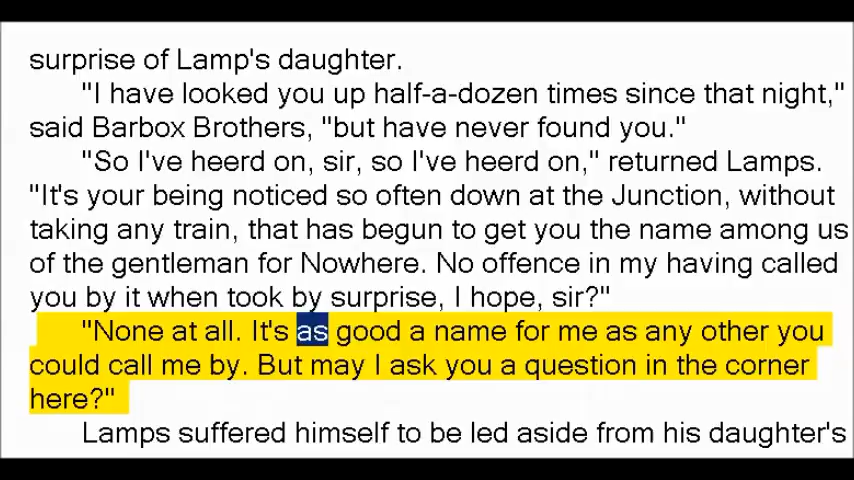 surprise of Lamp's daughter.
"I have looked you up half-a-dozen times since that night,"
said Barbox Brothers, "but have never found you."
"So I've heerd on, sir, so I've heerd on," returned Lamps.
"It's your being noticed so often down at the Junction, without
taking any train, that has begun to get you the name among us
of the gentleman for Nowhere. No offence in my having called
you by it when took by surprise, I hope, sir?"
"None at all. It's as good a name for me as any other you
could call me by. But may I ask you a question in the corner
here?"
Lamps suffered himself to be led aside from his daughter's